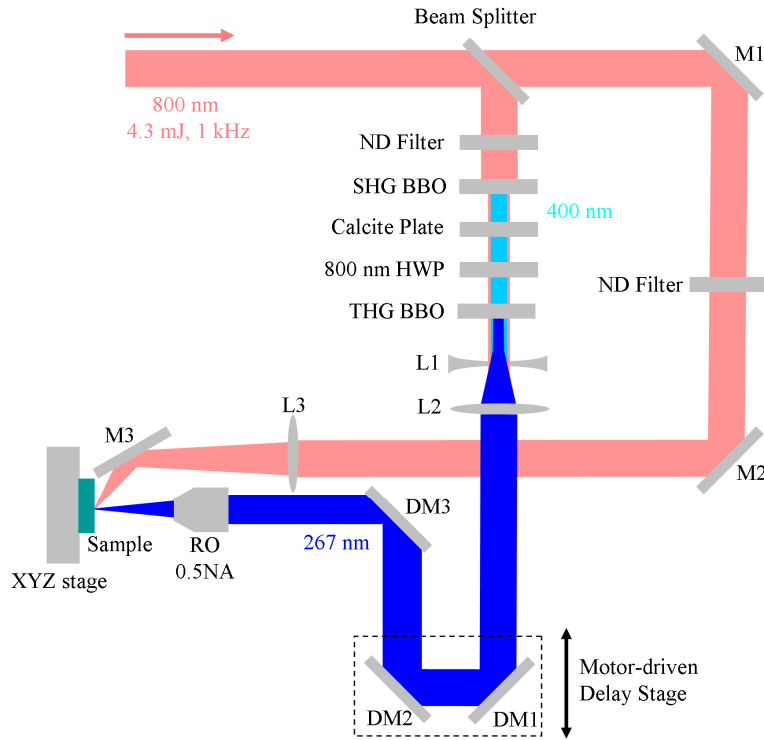 Beam Splitter
M1
800 nm
4.3 mJ, 1 kHz
ND Filter
SHG BBO
400 nm
Calcite Plate
800 nm HWP
ND Filter
THG BBO
L1
L2
L3
M3
M2
DM3
Sample
RO
0.5NA
267 nm
XYZ stage
Motor-driven
Delay Stage
DM2
DM1